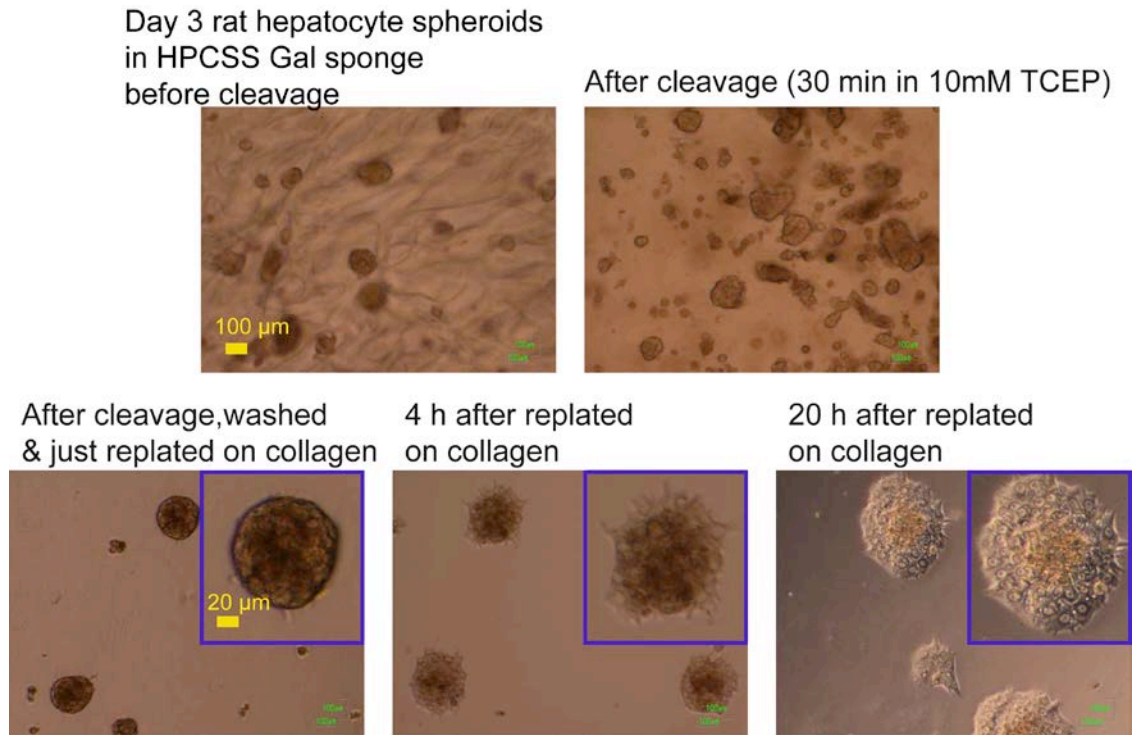 Day 3 rat hepatocyte spheroids
in HPCSS Gal sponge
before cleavage
After cleavage (30 min in 10mM TCEP)
100 µm
After cleavage,washed
& just replated on collagen
20 µm
4 h after replated
on collagen
20 h after replated
on collagen